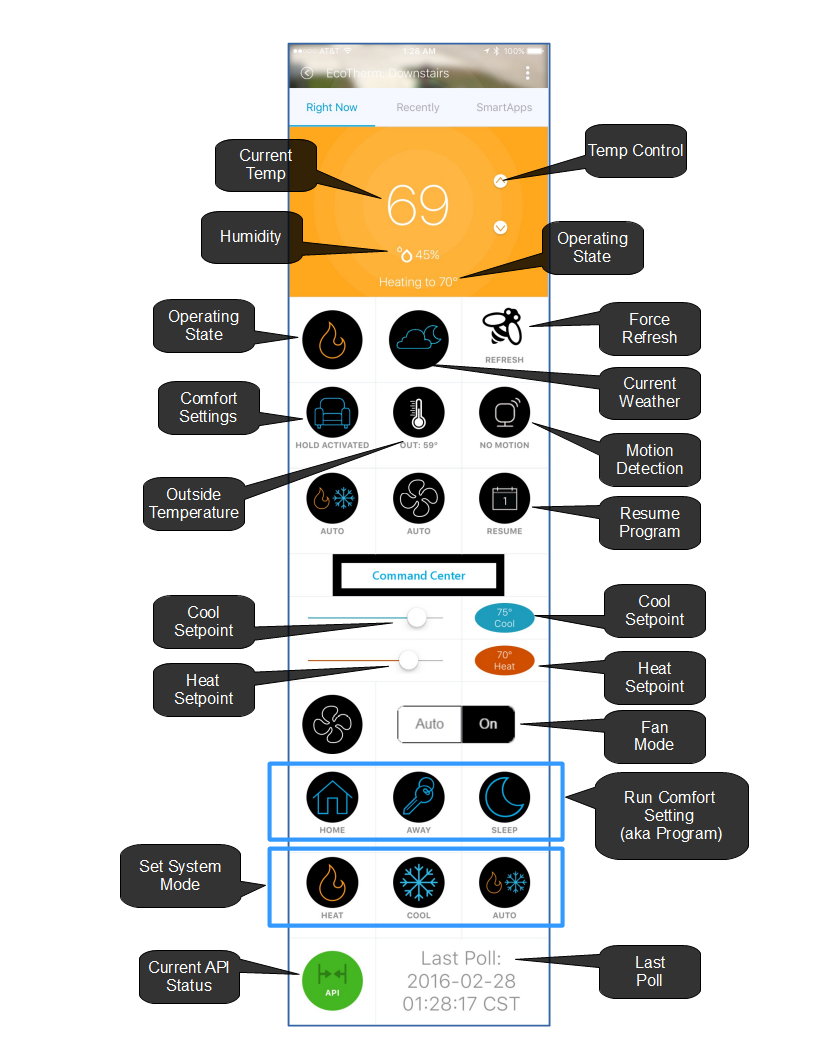 AT&T 1:28 AM 100%
EcoTherm: Downstairs
Right Now Recently SmartApps
Current
Temp
Temp Control
69
Humidity
45%
Operating
State
Heating to 70°
Operating
State
REFRESH
Force
Refresh
Current
Weather
Comfort
Settings
HOLD ACTIVATED
OUT: 59°
NO MOTION
Motion
Detection
Outside
Temperature
AUTO
AUTO
1
RESUME
Resume
Program
Command Center
Cool
Setpoint
75°
Cool
Cool
Setpoint
Heat
Setpoint
70°
Heat
Heat
Setpoint
Auto On
Fan
Mode
HOME AWAY SLEEP
Run Comfort
Setting
(aka Program)
Set System
Mode
HEAT COOL AUTO
Current API
Status
API
Last Poll:
2016-02-28
01:28:17 CST
Last
Poll